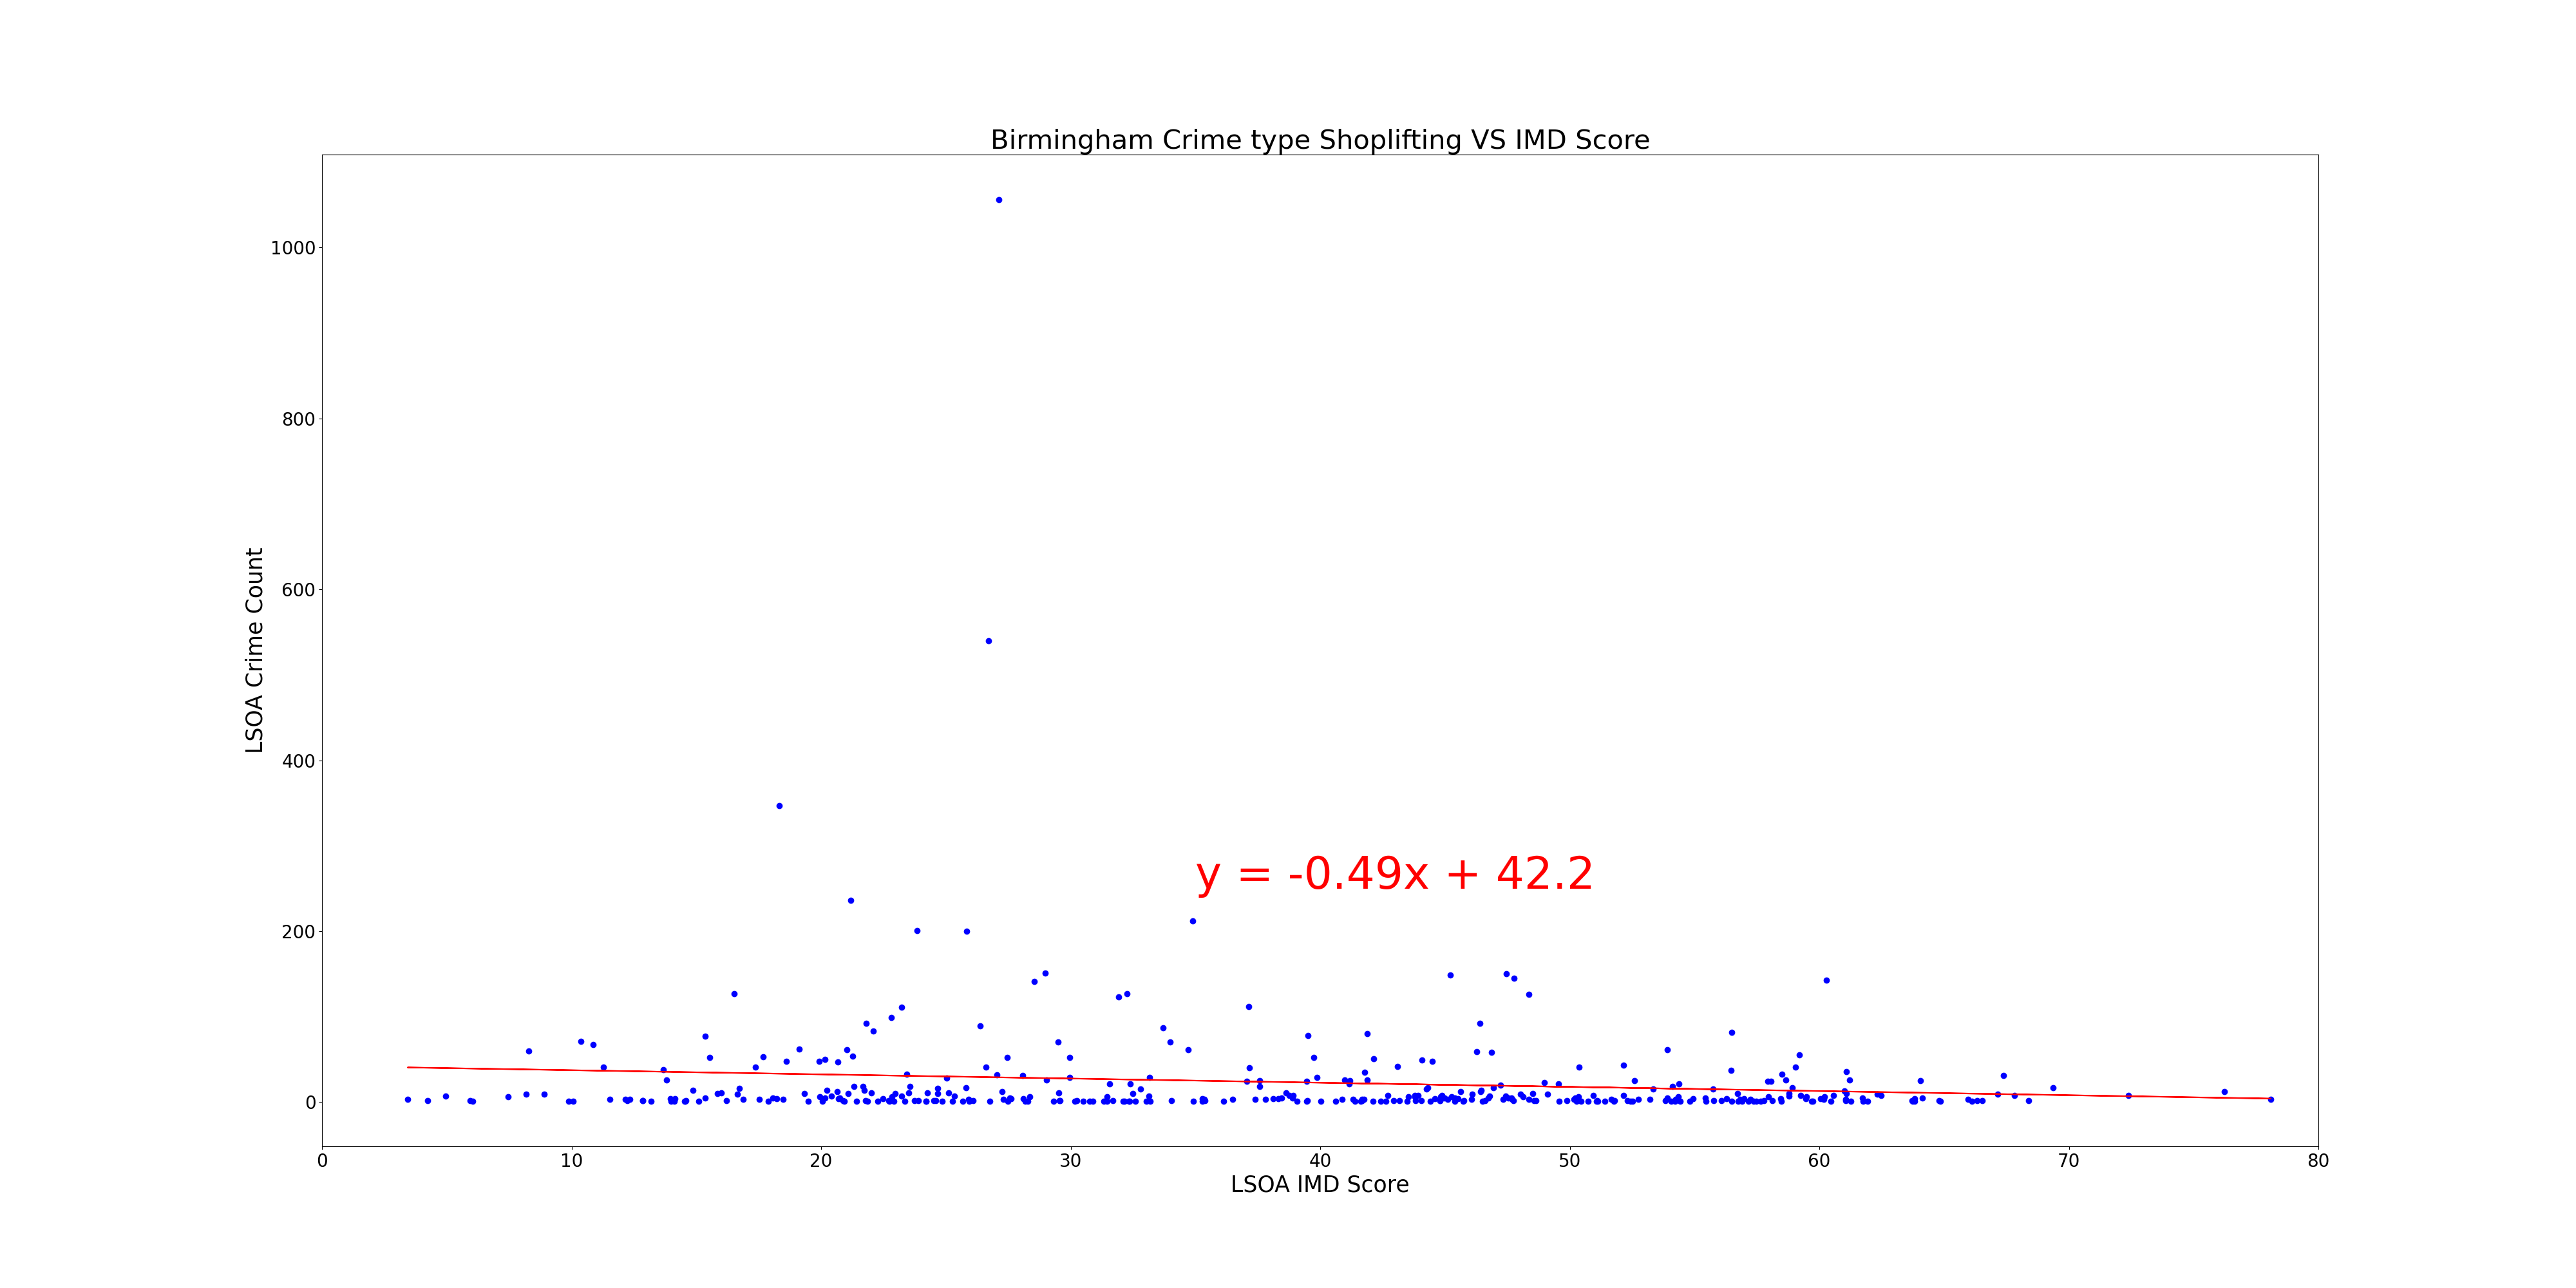 Birmingham Crime type Shoplifting VS IMD Score
1000
800
600
400
200
0
LSOA Crime Count
y = -0.49x + 42.2
0 10 20 30 40 50 60 70 80
LSOA IMD Score